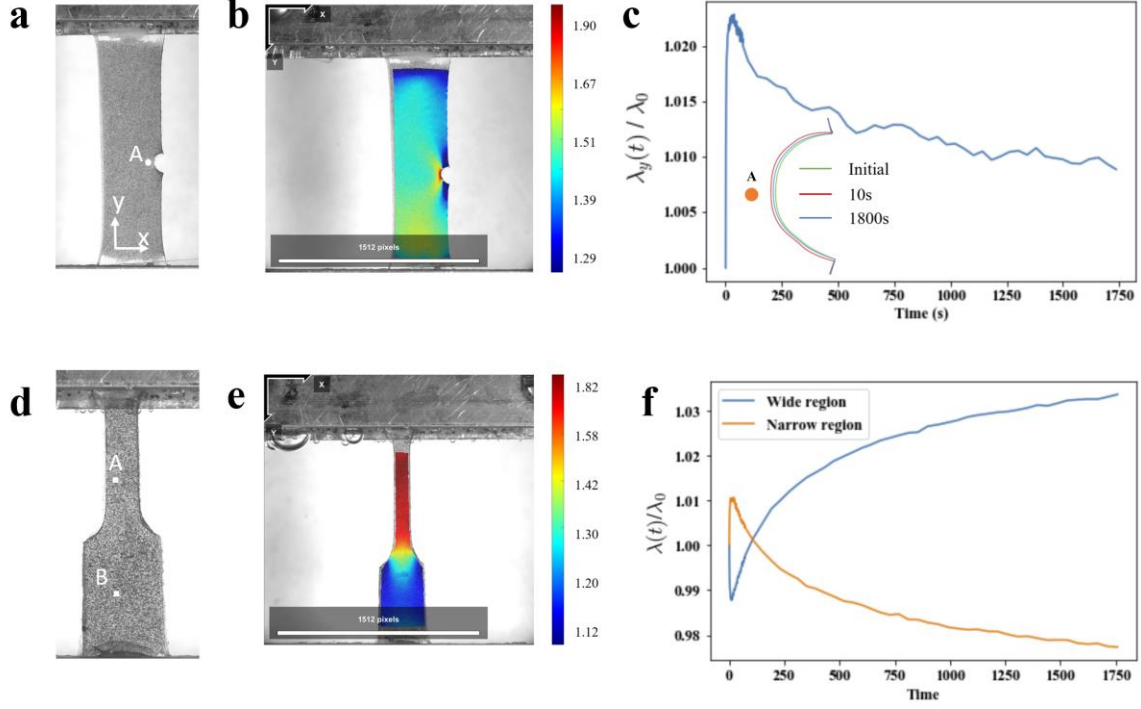 a
A
y
x
b
X
Y
1512 pixels
1.90
1.67
1.51
1.39
1.29
c
λy(t) / λ0
1.020
1.015
1.010
1.005
1.000
A
Initial
10s
1800s
0 250 500 750 1000 1250 1500 1750
Time (s)
d
A
B
e
X
1512 pixels
1.82
1.58
1.42
1.30
1.20
1.12
f
λ(t)/λ0
Wide region
Narrow region
1.03
1.02
1.01
1.00
0.99
0.98
0 250 500 750 1000 1250 1500 1750
Time